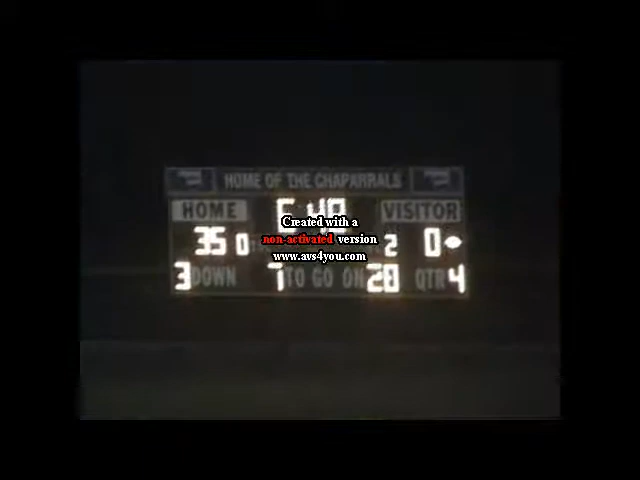 HOME OF THE CHAPARRALS
HOME VISITOR
Created with a
non-activated version
www.avs4you.com
35 0 2 0
3 DOWN 7 TO GO ON 28 QTR 4